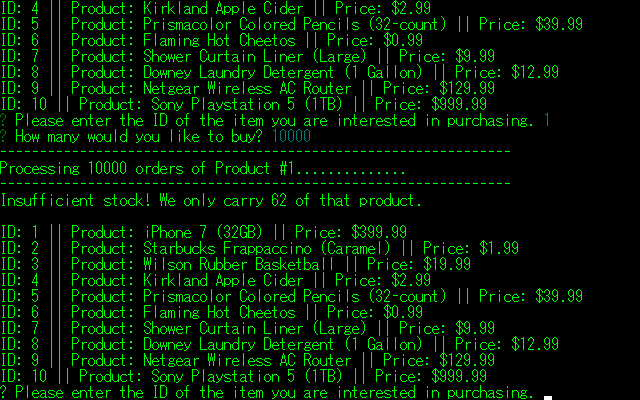 ID: 4 || Product: Kirkland Apple Cider || Price: $2.99
ID: 5 || Product: Prismacolor Colored Pencils (32-count) || Price: $39.99
ID: 6 || Product: Flaming Hot Cheetos || Price: $0.99
ID: 7 || Product: Shower Curtain Liner (Large) || Price: $9.99
ID: 8 || Product: Downey Laundry Detergent (1 Gallon) || Price: $12.99
ID: 9 || Product: Netgear Wireless AC Router || Price: $129.99
ID: 10 || Product: Sony Playstation 5 (1TB) || Price: $999.99
? Please enter the ID of the item you are interested in purchasing. 1
? How many would you like to buy? 10000
------------------------------------------------------------
Processing 10000 orders of Product #1..............
------------------------------------------------------------
Insufficient stock! We only carry 62 of that product.
ID: 1 || Product: iPhone 7 (32GB) || Price: $399.99
ID: 2 || Product: Starbucks Frappaccino (Caramel) || Price: $1.99
ID: 3 || Product: Wilson Rubber Basketball || Price: $19.99
ID: 4 || Product: Kirkland Apple Cider || Price: $2.99
ID: 5 || Product: Prismacolor Colored Pencils (32-count) || Price: $39.99
ID: 6 || Product: Flaming Hot Cheetos || Price: $0.99
ID: 7 || Product: Shower Curtain Liner (Large) || Price: $9.99
ID: 8 || Product: Downey Laundry Detergent (1 Gallon) || Price: $12.99
ID: 9 || Product: Netgear Wireless AC Router || Price: $129.99
ID: 10 || Product: Sony Playstation 5 (1TB) || Price: $999.99
? Please enter the ID of the item you are interested in purchasing.